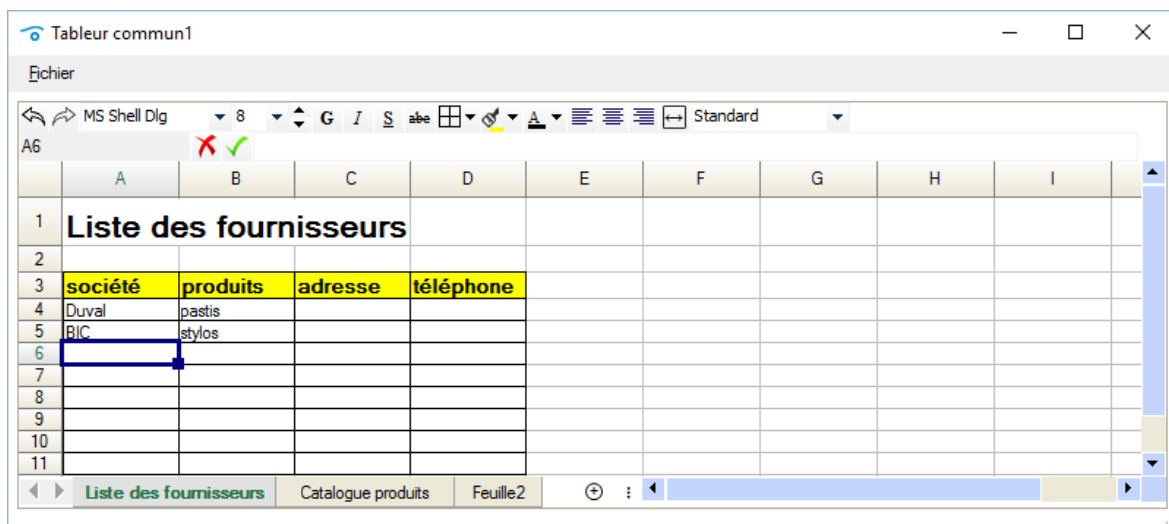 Tableur commun1
Fichier
MS Shell Dlg 8 G I S abc A Standard
A6
A B C D E F G H I
1 Liste des fournisseurs
2
3 société produits adresse téléphone
4 Duval pastis
5 BIC stylos
6
7
8
9
10
11
Liste des fournisseurs Catalogue produits Feuille2